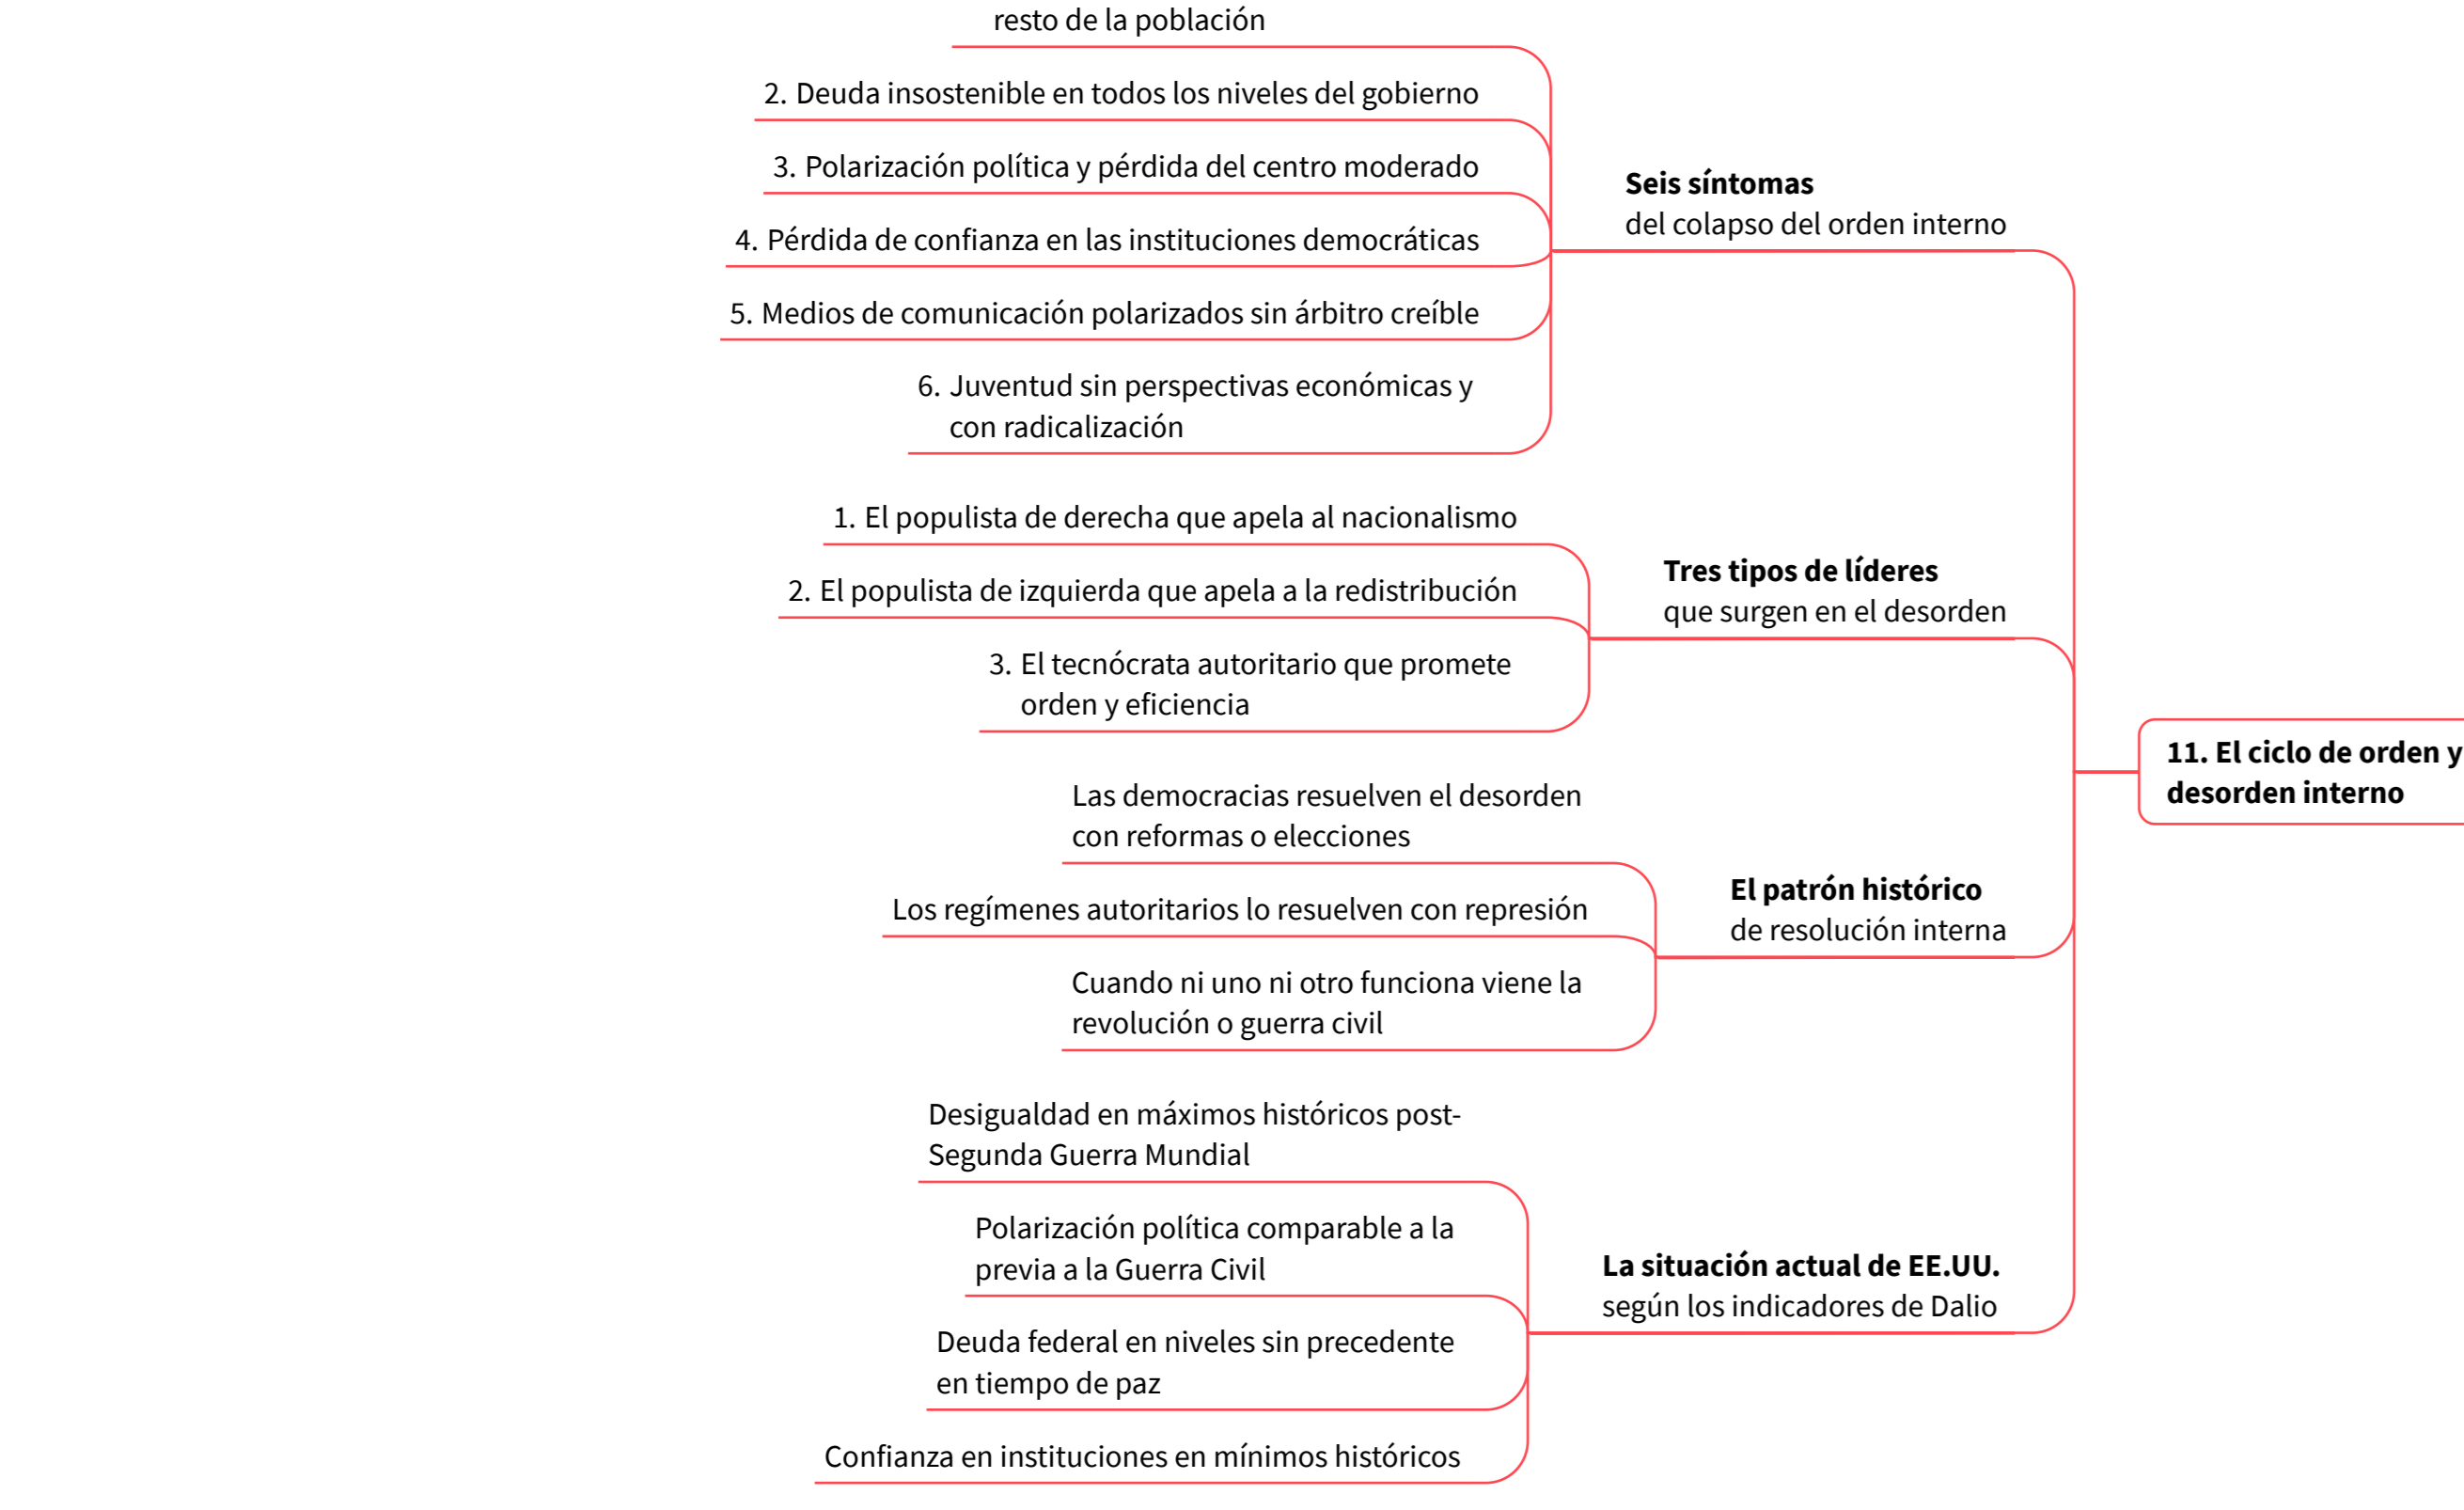 resto de la población
2. Deuda insostenible en todos los niveles del gobierno
3. Polarización política y pérdida del centro moderado
4. Pérdida de confianza en las instituciones democráticas
5. Medios de comunicación polarizados sin árbitro creíble
6. Juventud sin perspectivas económicas y
con radicalización
Seis síntomas
del colapso del orden interno
1. El populista de derecha que apela al nacionalismo
2. El populista de izquierda que apela a la redistribución
3. El tecnócrata autoritario que promete
orden y eficiencia
Tres tipos de líderes
que surgen en el desorden
11. El ciclo de orden y
desorden interno
Las democracias resuelven el desorden
con reformas o elecciones
Los regímenes autoritarios lo resuelven con represión
Cuando ni uno ni otro funciona viene la
revolución o guerra civil
El patrón histórico
de resolución interna
Desigualdad en máximos históricos post-
Segunda Guerra Mundial
Polarización política comparable a la
previa a la Guerra Civil
Deuda federal en niveles sin precedente
en tiempo de paz
Confianza en instituciones en mínimos históricos
La situación actual de EE.UU.
según los indicadores de Dalio